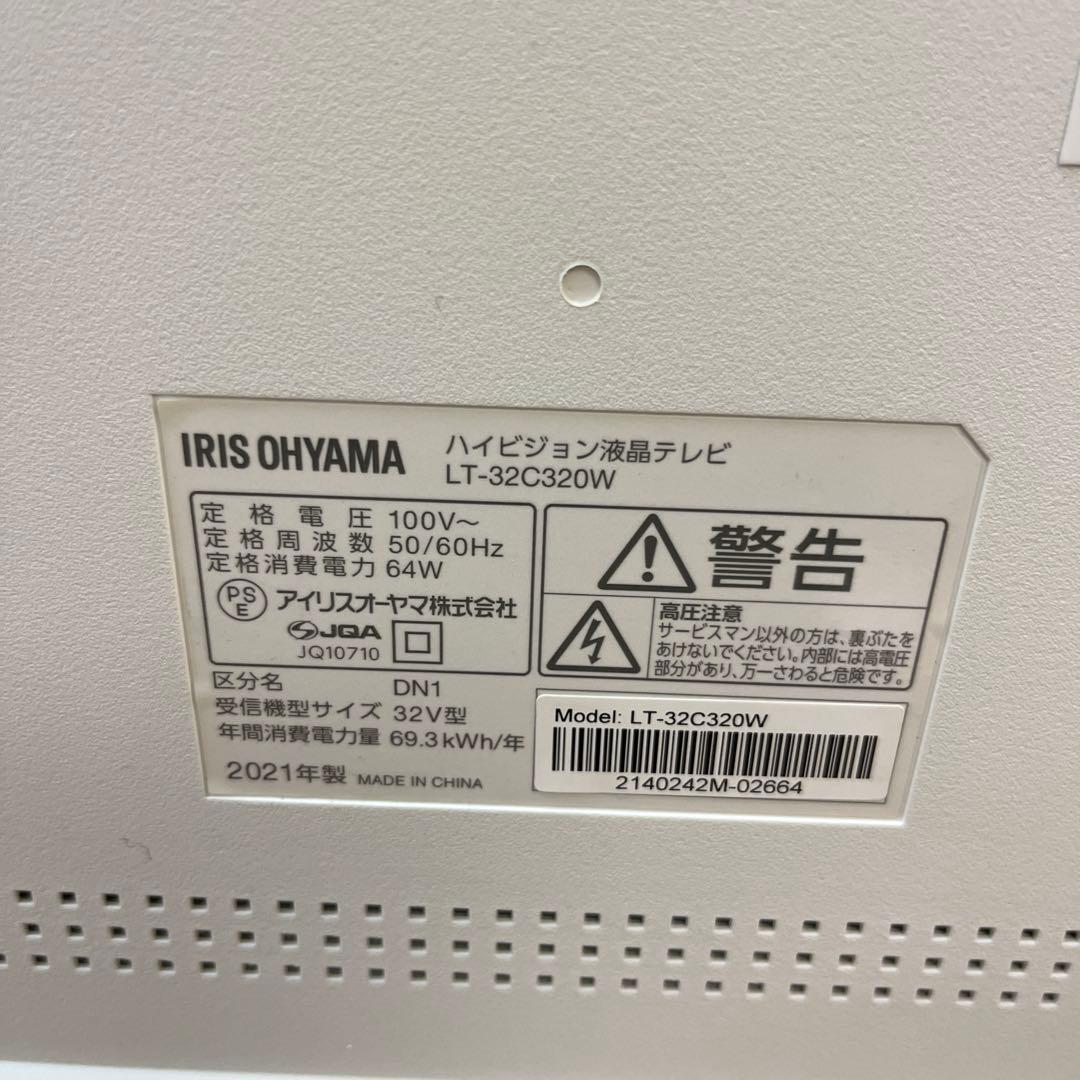 IRIS OHYAMA
ハイビジョン液晶テレビ
LT-32C320W
定格電圧 100V～
定格周波数 50/60Hz
定格消費電力 64W
PS
E
アイリスオーヤマ株式会社
JQA
JQ10710
区分名 DN1
受信機型サイズ 32V型
年間消費電力量 69.3kWh/年
2021年製 MADE IN CHINA
警告
高圧注意
サービスマン以外の方は、裏ぶたを
あけないでください。内部には高電圧
部分があり、万一さわると危険です。
Model: LT-32C320W
2140242M-02664